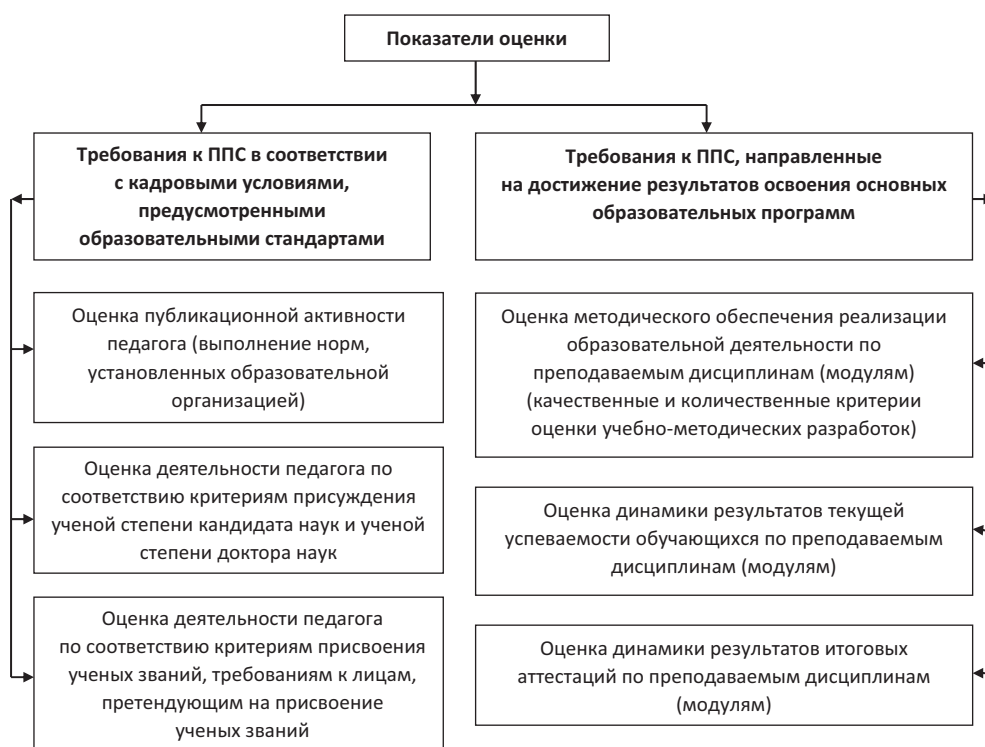 Показатели оценки
Требования к ППС в соответствии
с кадровыми условиями,
предусмотренными
образовательными стандартами
Требования к ППС, направленные
на достижение результатов освоения основных
образовательных программ
Оценка публикационной активности
педагога (выполнение норм,
установленных образовательной
организацией)
Оценка деятельности педагога по
соответствию критериям присуждения
ученой степени кандидата наук и ученой
степени доктора наук
Оценка деятельности педагога
по соответствию критериям присвоения
ученых званий, требованиям к лицам,
претендующим на присвоение
ученых званий
Оценка методического обеспечения реализации
образовательной деятельности по
преподаваемым дисциплинам (модулям)
(качественные и количественные критерии
оценки учебно-методических разработок)
Оценка динамики результатов текущей
успеваемости обучающихся по преподаваемым
дисциплинам (модулям)
Оценка динамики результатов итоговых
аттестаций по преподаваемым дисциплинам
(модулям)